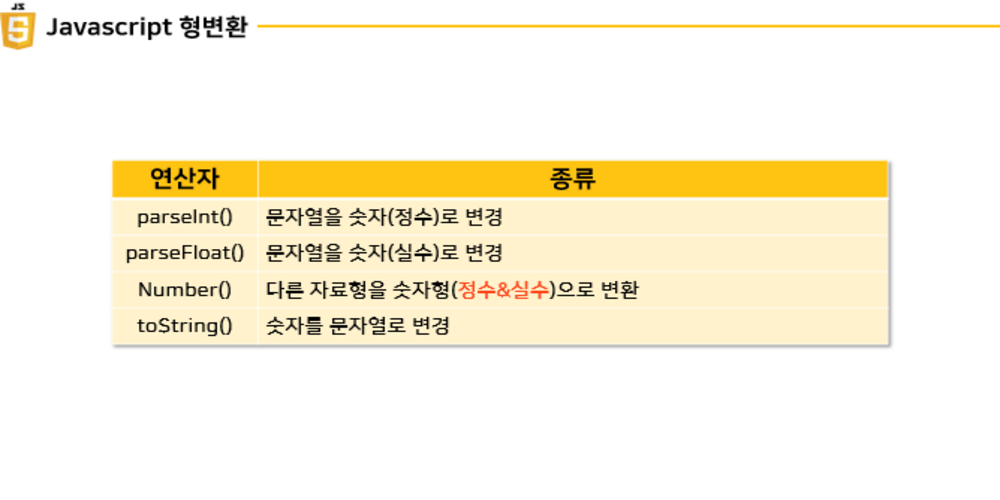 JS
5
Javascript 형변환
연산자 종류
parseInt() 문자열을 숫자(정수)로 변경
parseFloat() 문자열을 숫자(실수)로 변경
Number() 다른 자료형을 숫자형(정수&실수)으로 변환
toString() 숫자를 문자열로 변경